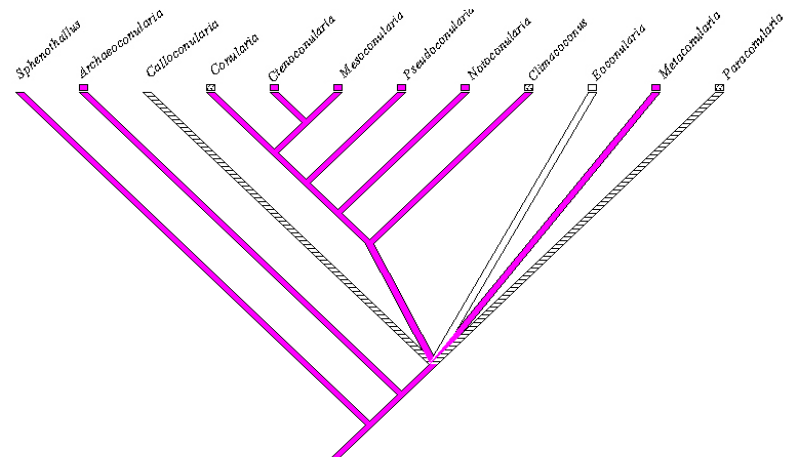 Sphenothallus
Archaeoconularia
Calloconularia
Conularia
Ctenoconularia
Mesoconularia
Pseudoconularia
Notoconularia
Climacoconus
Eoconularia
Metaconularia
Paraconularia